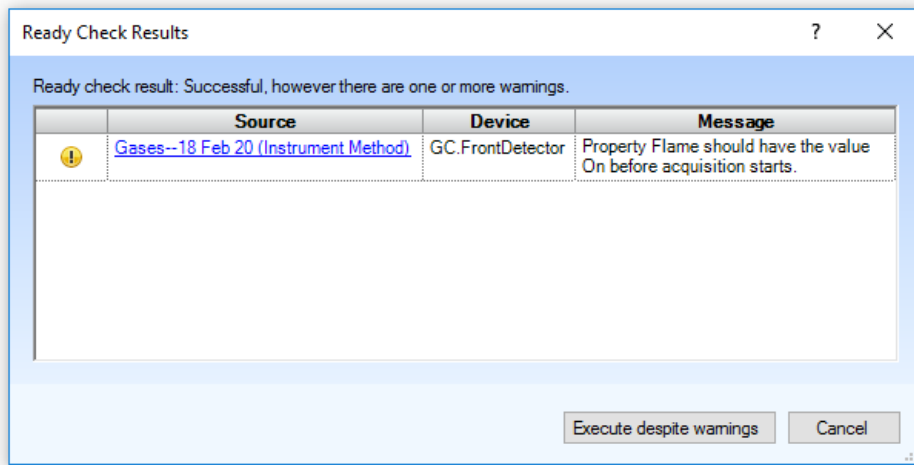 Ready Check Results
?
Ready check result: Successful, however there are one or more warnings.
Source Device Message
Gases--18 Feb 20 (Instrument Method) GC.FrontDetector Property Flame should have the value
On before acquisition starts.
Execute despite warnings Cancel